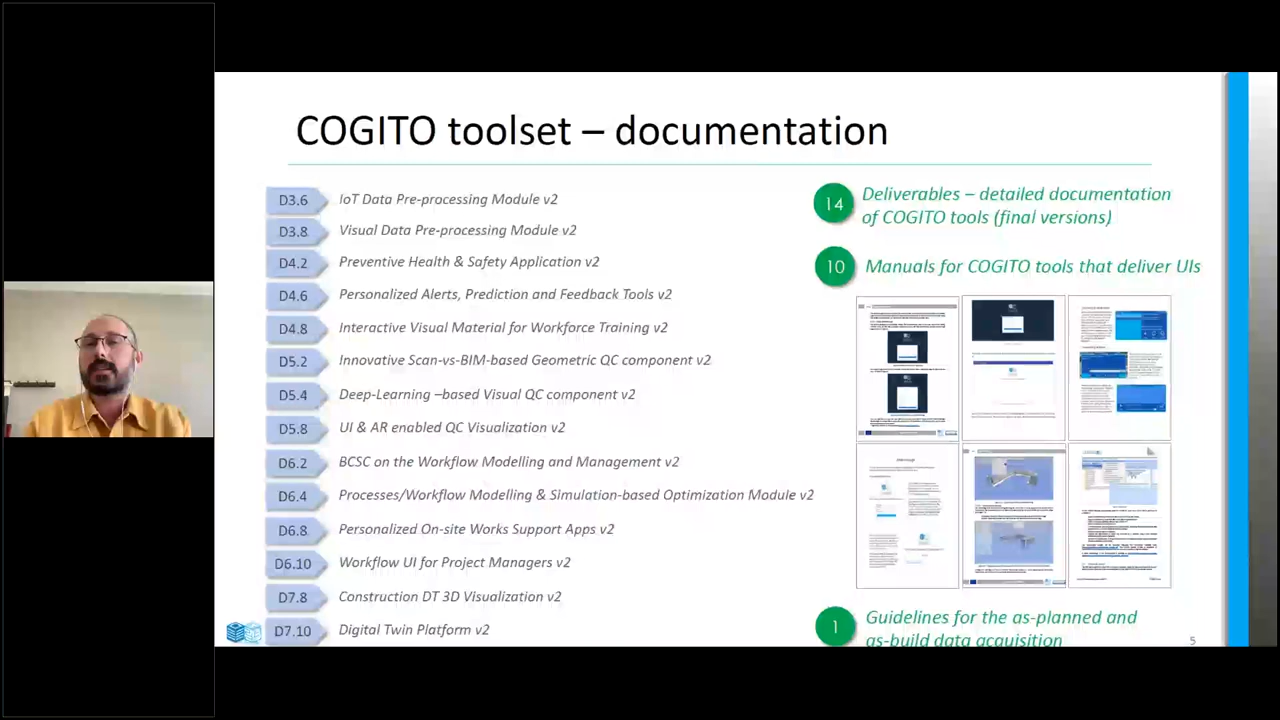 COGITO toolset – documentation
D3.6 IoT Data Pre-processing Module v2
D3.8 Visual Data Pre-processing Module v2
D4.2 Preventive Health & Safety Application v2
D4.6 Personalized Alerts, Prediction and Feedback Tools v2
D4.8 Interactive Visual Material for Workforce Training v2
D5.2 Innovative Scan-vs-BIM-based Geometric QC component v2
D5.4 Deep-Learning –based Visual QC component v2
D5.8 UI & AR enabled QC Visualization v2
D6.2 BCSC on the Workflow Modelling and Management v2
D6.4 Processes/Workflow Modelling & Simulation-based Optimization Module v2
Personalised On-site Works Support Apps v2
D6.10 Workflow App for Project Managers v2
D7.8 Construction DT 3D Visualization v2
D7.10 Digital Twin Platform v2
14 Deliverables – detailed documentation
of COGITO tools (final versions)
10 Manuals for COGITO tools that deliver UIs
1 Guidelines for the as-planned and
as-build data acquisition
5